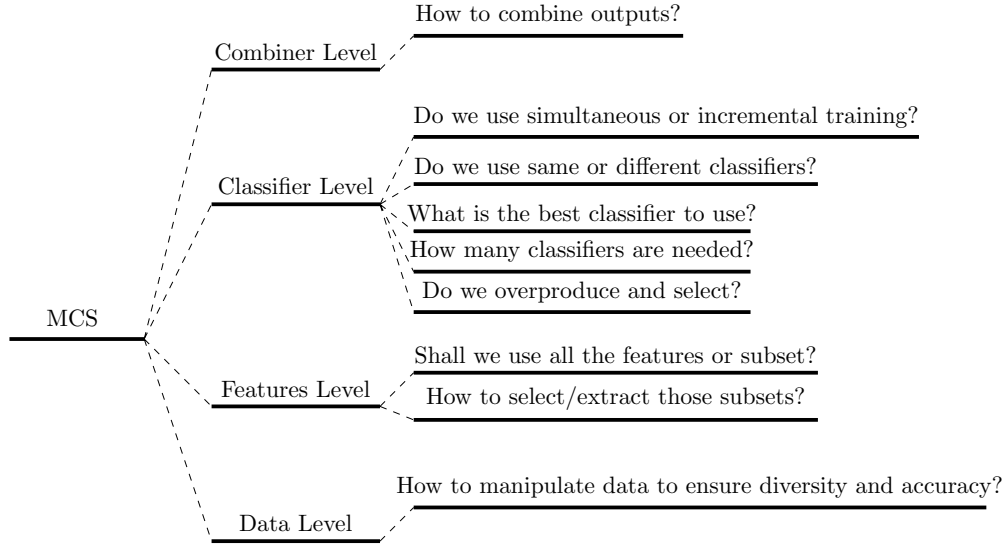 How to combine outputs?
Combiner Level
Do we use simultaneous or incremental training?
Do we use same or different classifiers?
Classifier Level
What is the best classifier to use?
How many classifiers are needed?
Do we overproduce and select?
MCS
Shall we use all the features or subset?
Features Level
How to select/extract those subsets?
How to manipulate data to ensure diversity and accuracy?
Data Level